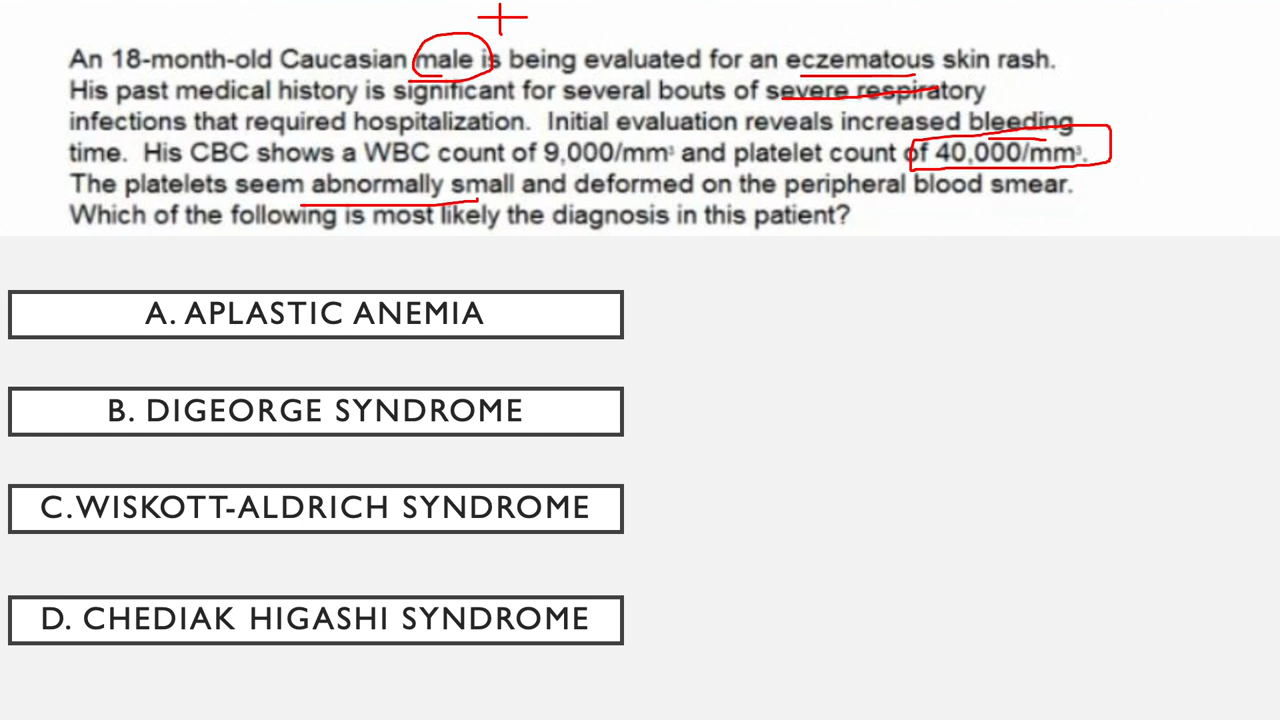 An 18-month-old Caucasian male is being evaluated for an eczematous skin rash.
His past medical history is significant for several bouts of severe respiratory
infections that required hospitalization. Initial evaluation reveals increased bleeding
time. His CBC shows a WBC count of 9,000/mm³ and platelet count of 40,000/mm³.
The platelets seem abnormally small and deformed on the peripheral blood smear.
Which of the following is most likely the diagnosis in this patient?
A. APLASTIC ANEMIA
B. DIGEORGE SYNDROME
C.WISKOTT-ALDRICH SYNDROME
D. CHEDIAK HIGASHI SYNDROME